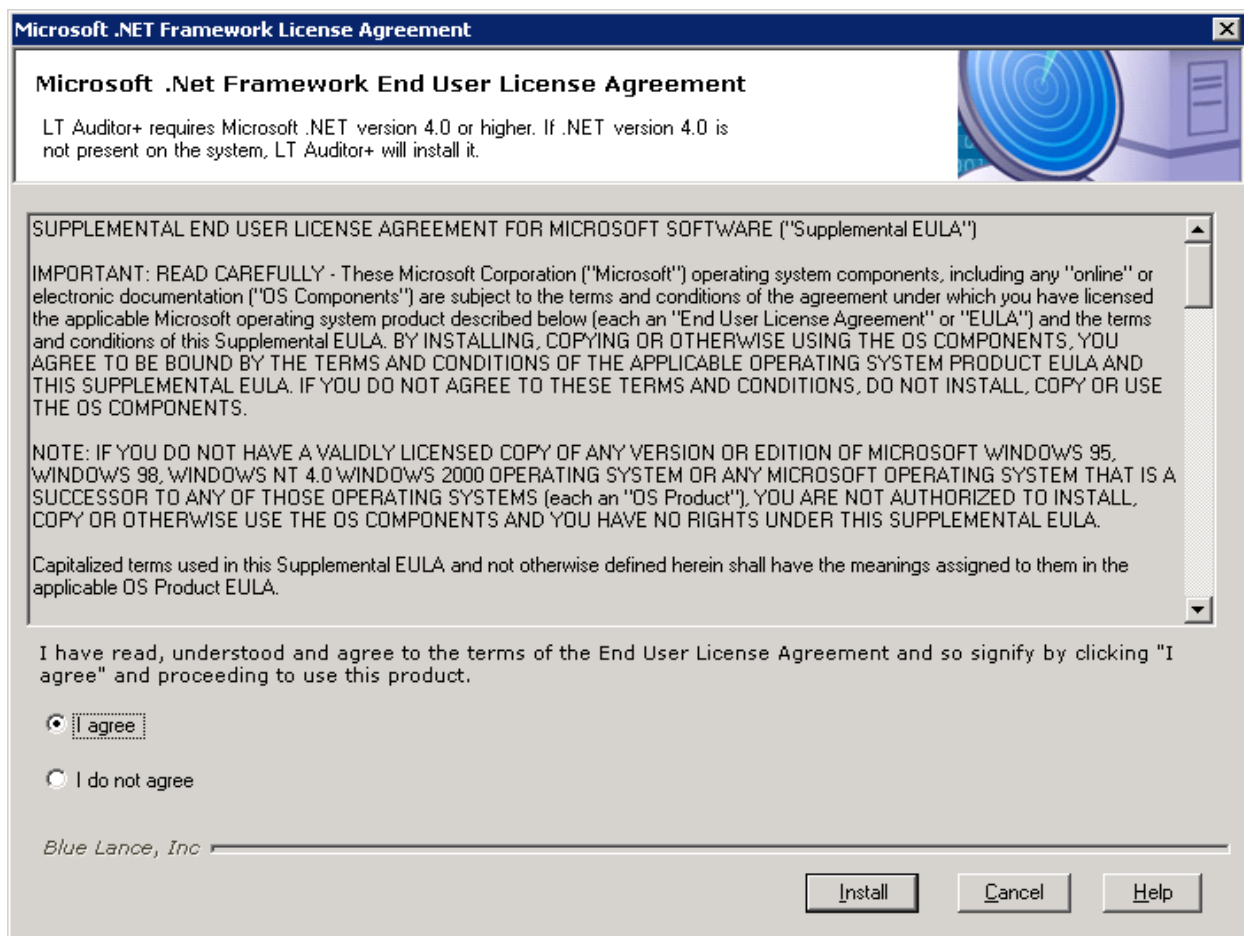 Microsoft .NET Framework License Agreement
Microsoft .Net Framework End User License Agreement
LT Auditor+ requires Microsoft .NET version 4.0 or higher. If .NET version 4.0 is
not present on the system, LT Auditor+ will install it.
SUPPLEMENTAL END USER LICENSE AGREEMENT FOR MICROSOFT SOFTWARE ("Supplemental EULA")
IMPORTANT: READ CAREFULLY - These Microsoft Corporation ("Microsoft") operating system components, including any "online" or
electronic documentation ("OS Components") are subject to the terms and conditions of the agreement under which you have licensed
the applicable Microsoft operating system product described below (each an "End User License Agreement" or "EULA") and the terms
and conditions of this Supplemental EULA. BY INSTALLING, COPYING OR OTHERWISE USING THE OS COMPONENTS, YOU
AGREE TO BE BOUND BY THE TERMS AND CONDITIONS OF THE APPLICABLE OPERATING SYSTEM PRODUCT EULA AND
THIS SUPPLEMENTAL EULA. IF YOU DO NOT AGREE TO THESE TERMS AND CONDITIONS, DO NOT INSTALL, COPY OR USE
THE OS COMPONENTS.
NOTE: IF YOU DO NOT HAVE A VALIDLY LICENSED COPY OF ANY VERSION OR EDITION OF MICROSOFT WINDOWS 95,
WINDOWS 98, WINDOWS NT 4.0 WINDOWS 2000 OPERATING SYSTEM OR ANY MICROSOFT OPERATING SYSTEM THAT IS A
SUCCESSOR TO ANY OF THOSE OPERATING SYSTEMS (each an "OS Product"), YOU ARE NOT AUTHORIZED TO INSTALL,
COPY OR OTHERWISE USE THE OS COMPONENTS AND YOU HAVE NO RIGHTS UNDER THIS SUPPLEMENTAL EULA.
Capitalized terms used in this Supplemental EULA and not otherwise defined herein shall have the meanings assigned to them in the
applicable OS Product EULA.
I have read, understood and agree to the terms of the End User License Agreement and so signify by clicking "I
agree" and proceeding to use this product.
I agree
I do not agree
Blue Lance, Inc
Install Cancel Help